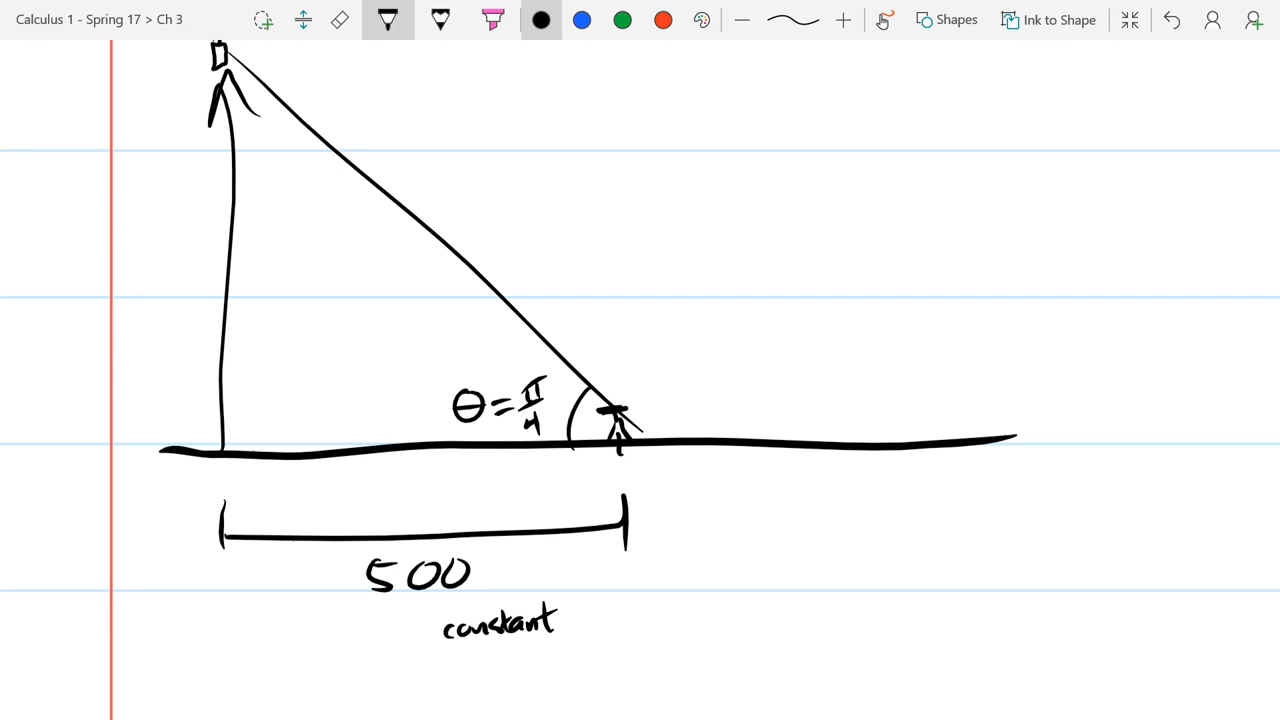 Calculus 1 - Spring 17 > Ch 3
Shapes
Ink to Shape
θ = π/4
500
constant